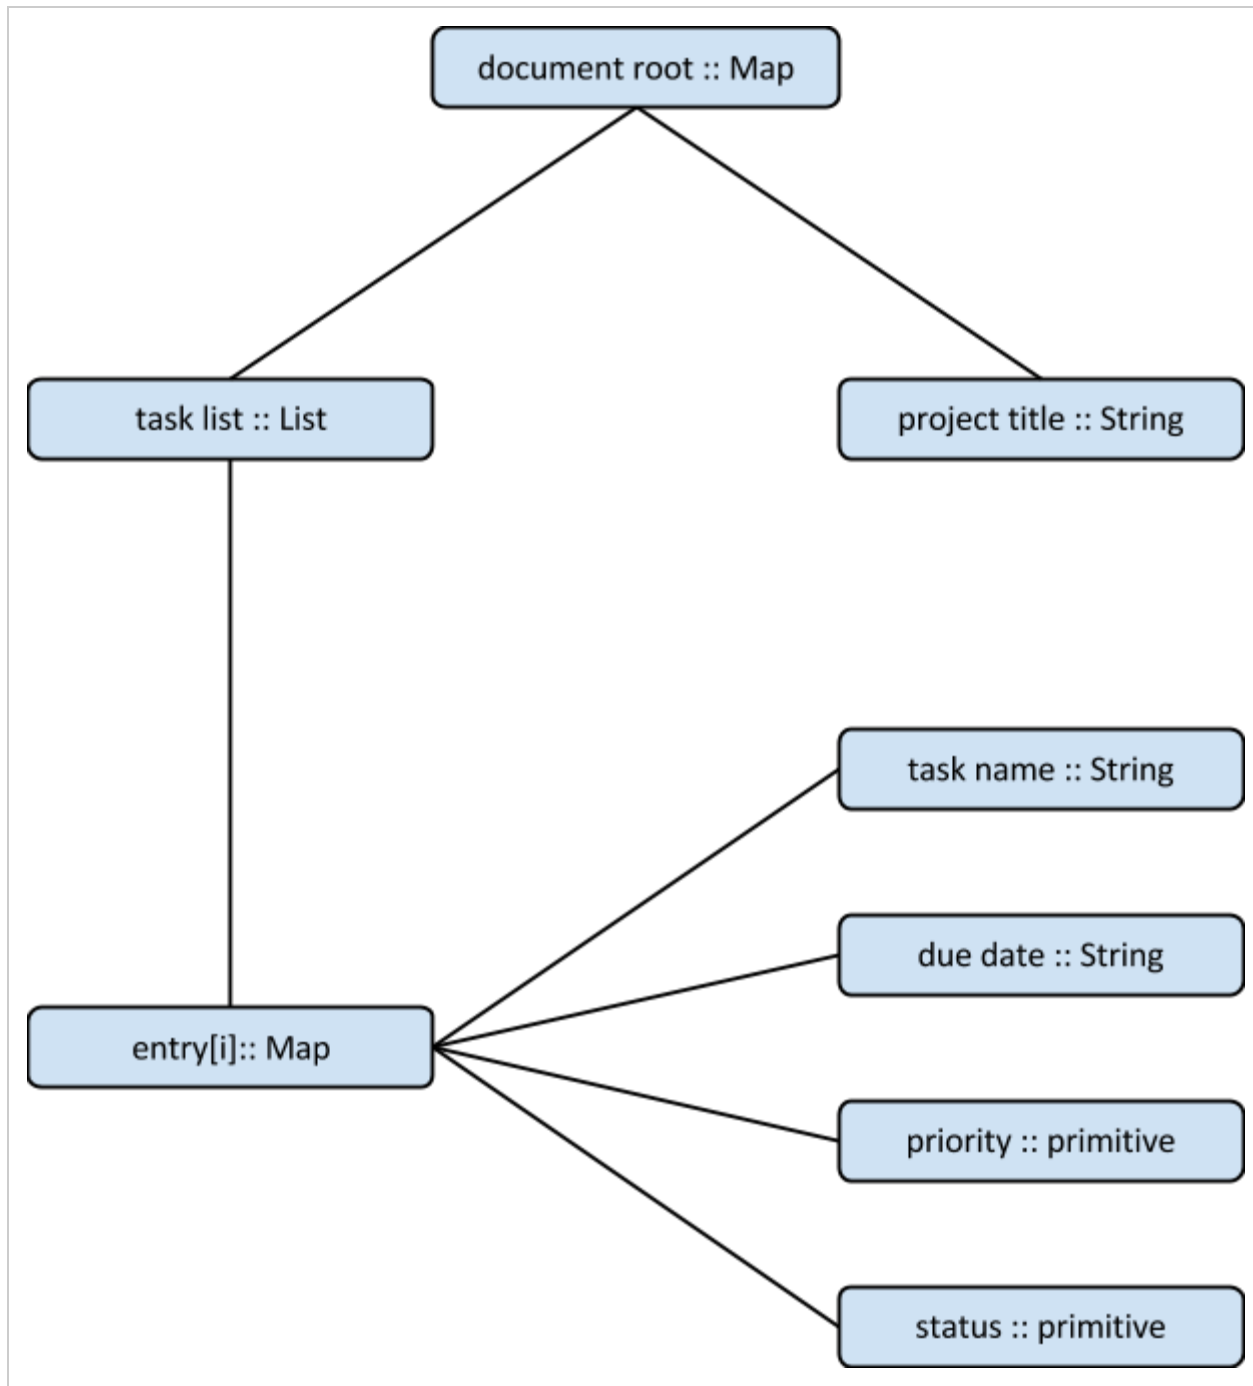 document root :: Map
task list :: List
project title :: String
task name :: String
due date :: String
entry[i]:: Map
priority :: primitive
status :: primitive